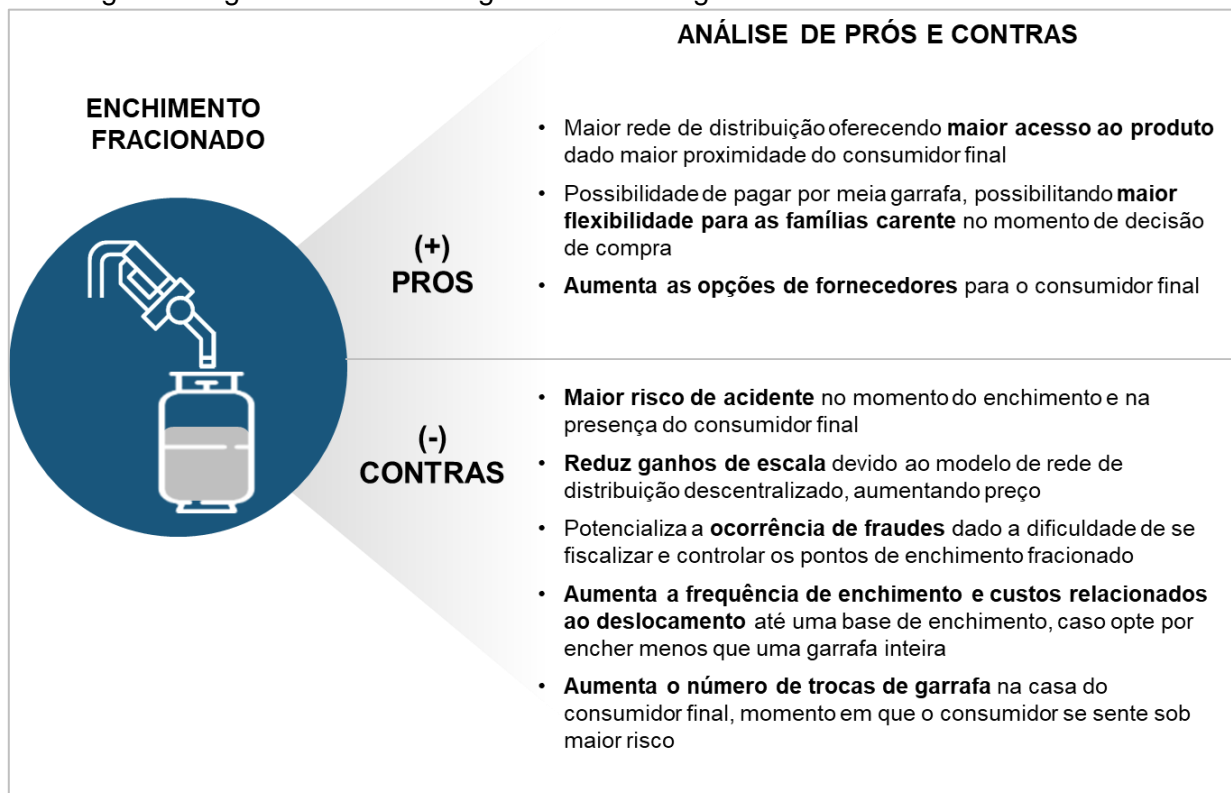 ANÁLISE DE PRÓS E CONTRAS
ENCHIMENTO
FRACIONADO
(+)
PROS
• Maior rede de distribuição oferecendo maior acesso ao produto
dado maior proximidade do consumidor final
• Possibilidade de pagar por meia garrafa, possibilitando maior
flexibilidade para as famílias carente no momento de decisão
de compra
• Aumenta as opções de fornecedores para o consumidor final
(-)
CONTRAS
• Maior risco de acidente no momento do enchimento e na
presença do consumidor final
• Reduz ganhos de escala devido ao modelo de rede de
distribuição descentralizado, aumentando preço
• Potencializa a ocorrência de fraudes dado a dificuldade de se
fiscalizar e controlar os pontos de enchimento fracionado
• Aumenta a frequência de enchimento e custos relacionados
ao deslocamento até uma base de enchimento, caso opte por
encher menos que uma garrafa inteira
• Aumenta o número de trocas de garrafa na casa do
consumidor final, momento em que o consumidor se sente sob
maior risco